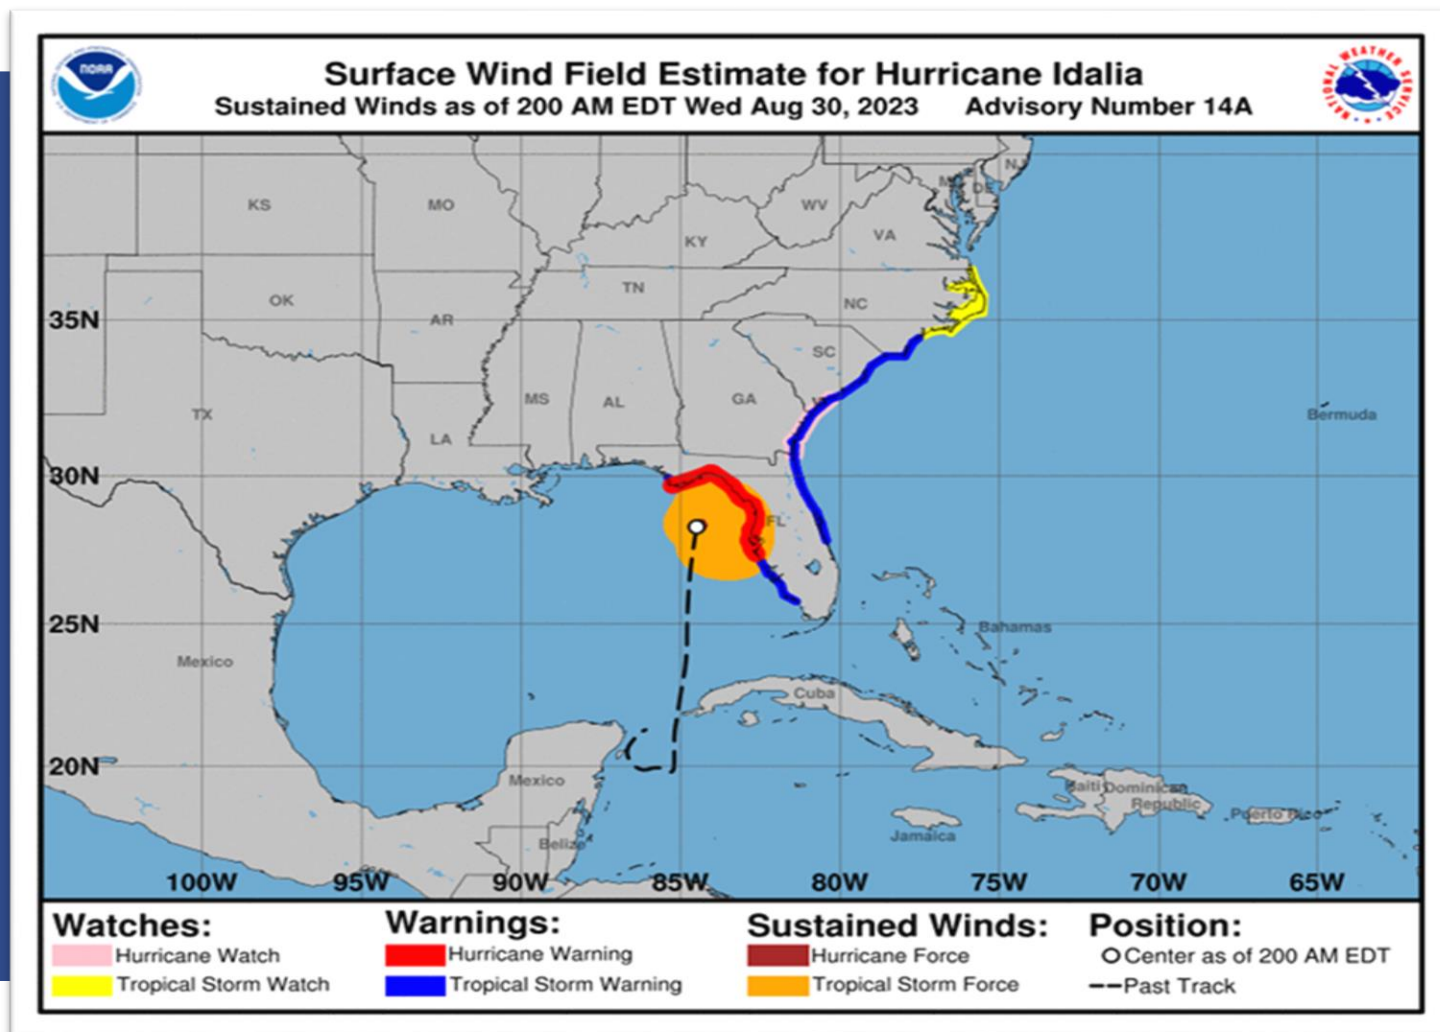 NOAA
NATIONAL WEATHER SERVICE
Surface Wind Field Estimate for Hurricane Idalia
Sustained Winds as of 200 AM EDT Wed Aug 30, 2023 Advisory Number 14A
NJ
DE
KS
MO
WV
VA
KY
TN
OK
NC
AR
35N
SC
MS
AL
GA
TX
Bermuda
LA
30N
FL
25N
Bahamas
Mexico
Cuba
20N
Mexico
Haiti
Dominican
Republic
Puerto Rico
Jamaica
Belize
100W 95W 90W 85W 80W 75W 70W 65W
Watches: Warnings: Sustained Winds: Position:
Hurricane Watch Hurricane Warning Hurricane Force Center as of 200 AM EDT
Tropical Storm Watch Tropical Storm Warning Tropical Storm Force Past Track